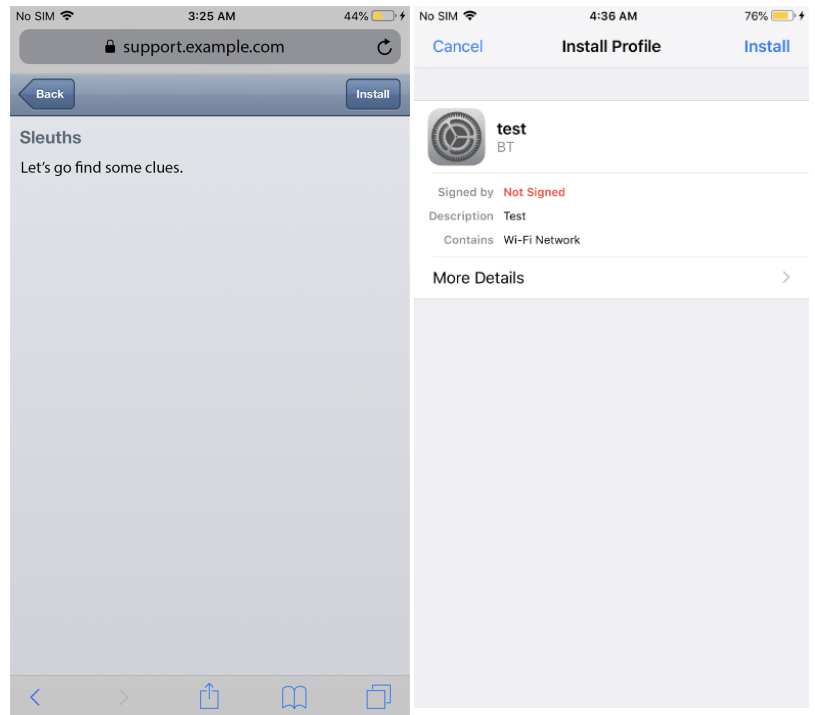 No SIM 3:25 AM 44%
support.example.com
Back Install
Sleuths
Let's go find some clues.
No SIM 4:36 AM 76%
Cancel Install Profile Install
test
BT
Signed by Not Signed
Description Test
Contains Wi-Fi Network
More Details